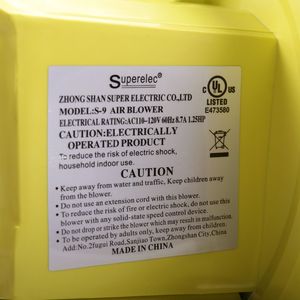 Superelec®
ZHONG SHAN SUPER ELECTRIC CO.,LTD
MODEL:S-9 AIR BLOWER
ELECTRICAL RATING:AC110-120V 60Hz 8.7A 1.25HP
CAUTION:ELECTRICALLY
OPERATED PRODUCT
To reduce the risk of electric shock,
household indoor use.
C UL US
LISTED
E473580
CAUTION
• Keep away from water and traffic, Keep children
away from the blower.
• Do not use an extension cord with this blower.
• To reduce the risk of fire or electric shock, do not use this
blower with any solid-state speed control device.
• Do not drop or strike the blower which may result in malfunction.
• To be operated by adults only, keep children away.
Add:No.2fugai Road,Sanjiao Town,Zhongshan City,China
MADE IN CHINA